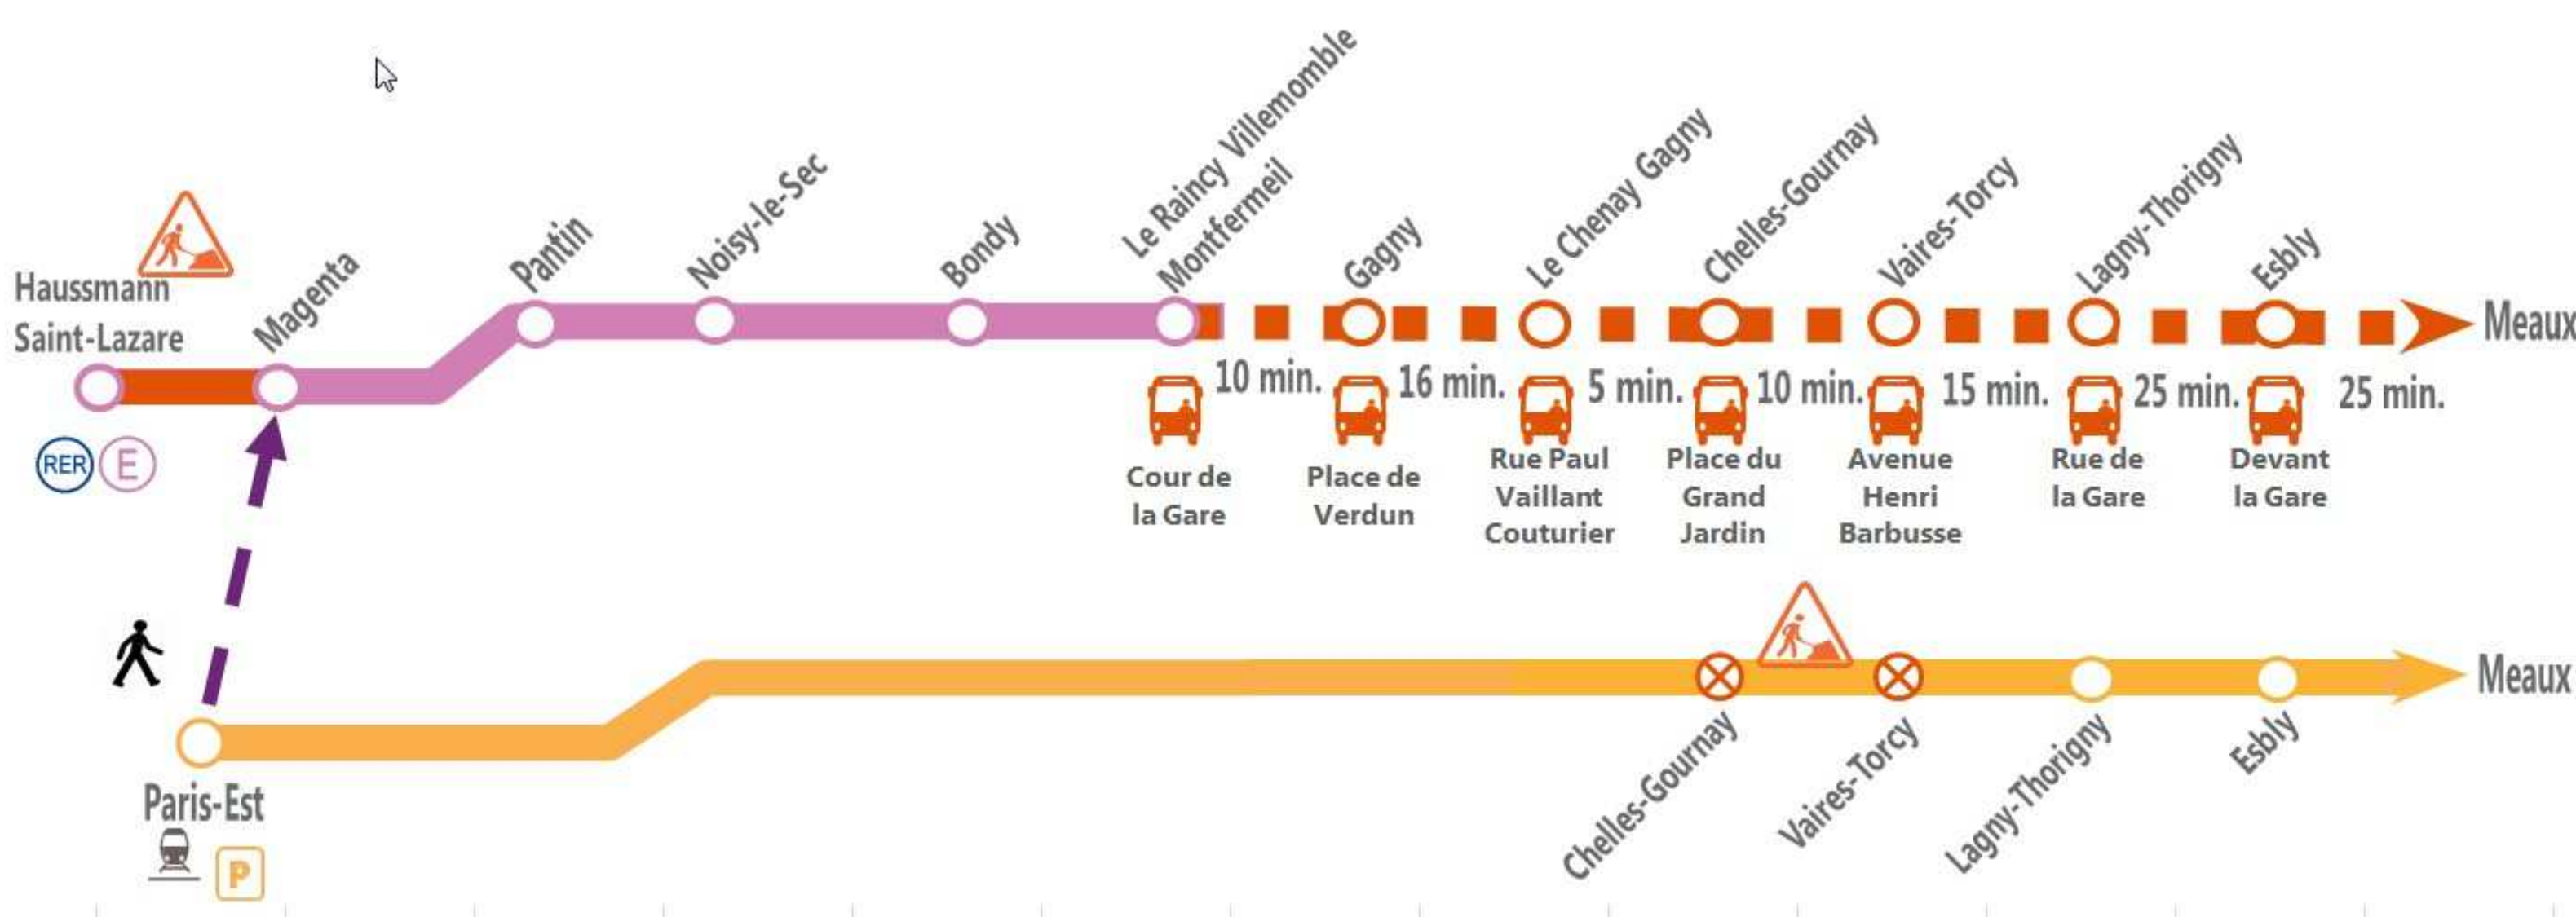 Haussmann
Saint-Lazare
Magenta
Pantin
Noisy-le-Sec
Bondy
Le Raincy Villemomble
Montfermeil
Gagny
Le Chenay Gagny
Chelles-Gournay
Vaires-Torcy
Lagny-Thorigny
Esbly
Meaux
RER E
10 min.
16 min.
5 min.
10 min.
15 min.
25 min.
25 min.
Cour de
la Gare
Place de
Verdun
Rue Paul
Vaillant
Couturier
Place du
Grand
Jardin
Avenue
Henri
Barbusse
Rue de
la Gare
Devant
la Gare
Paris-Est
P
Chelles-Gournay
Vaires-Torcy
Lagny-Thorigny
Esbly
Meaux